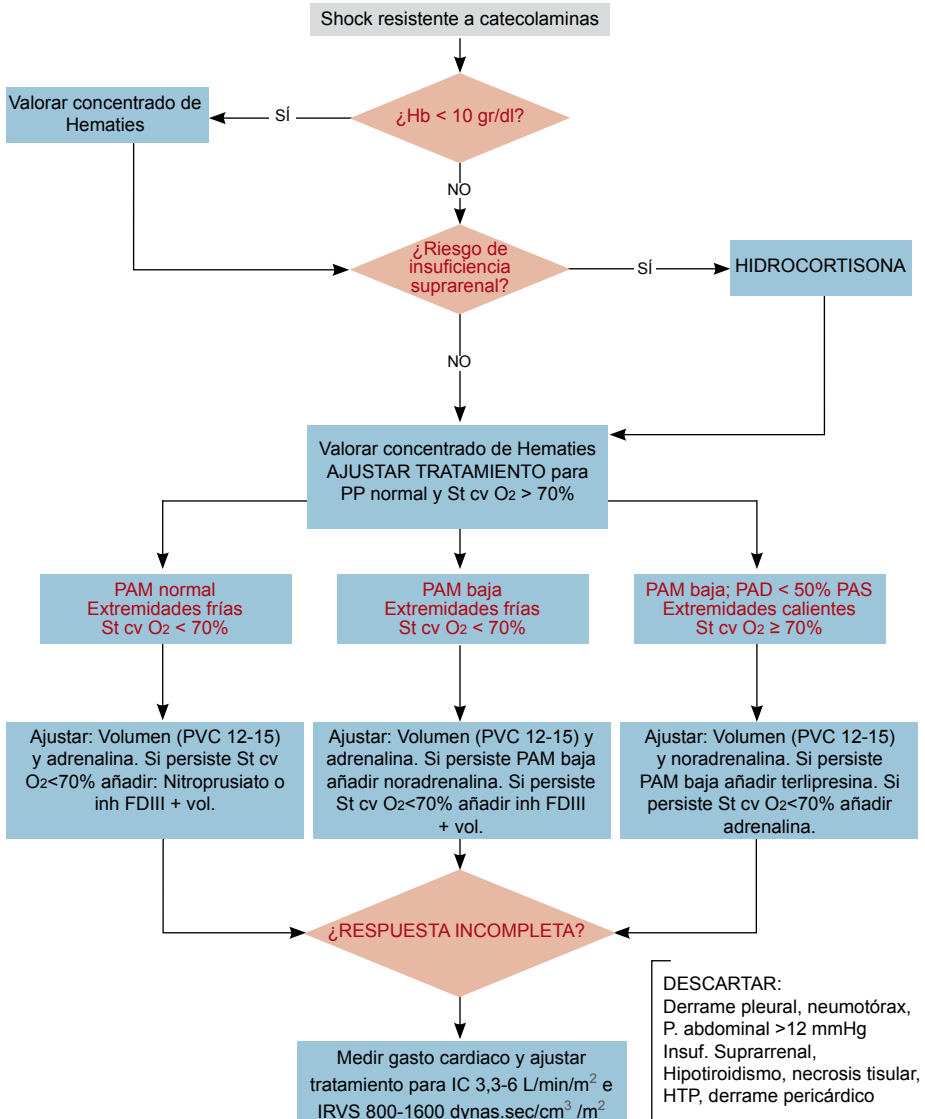 Shock resistente a catecolaminas
¿Hb < 10 gr/dl?
SÍ
Valorar concentrado de
Hematies
NO
¿Riesgo de
insuficiencia
suprarenal?
SÍ
HIDROCORTISONA
NO
Valorar concentrado de Hematies
AJUSTAR TRATAMIENTO para
PP normal y St cv O2 > 70%
PAM normal
Extremidades frías
St cv O2 < 70%
PAM baja
Extremidades frías
St cv O2 < 70%
PAM baja; PAD < 50% PAS
Extremidades calientes
St cv O2 ≥ 70%
Ajustar: Volumen (PVC 12-15)
y adrenalina. Si persiste St cv
O2<70% añadir: Nitroprusiato o
inh FDIII + vol.
Ajustar: Volumen (PVC 12-15) y
adrenalina. Si persiste PAM baja
añadir noradrenalina. Si persiste
St cv O2<70% añadir inh FDIII
+ vol.
Ajustar: Volumen (PVC 12-15)
y noradrenalina. Si persiste
PAM baja añadir terlipresina. Si
persiste St cv O2<70% añadir
adrenalina.
¿RESPUESTA INCOMPLETA?
Medir gasto cardiaco y ajustar
tratamiento para IC 3,3-6 L/min/m² e
IRVS 800-1600 dynas.sec/cm³ /m²
DESCARTAR:
Derrame pleural, neumotórax,
P. abdominal >12 mmHg
Insuf. Suprarrenal,
Hipotiroidismo, necrosis tisular,
HTP, derrame pericárdico